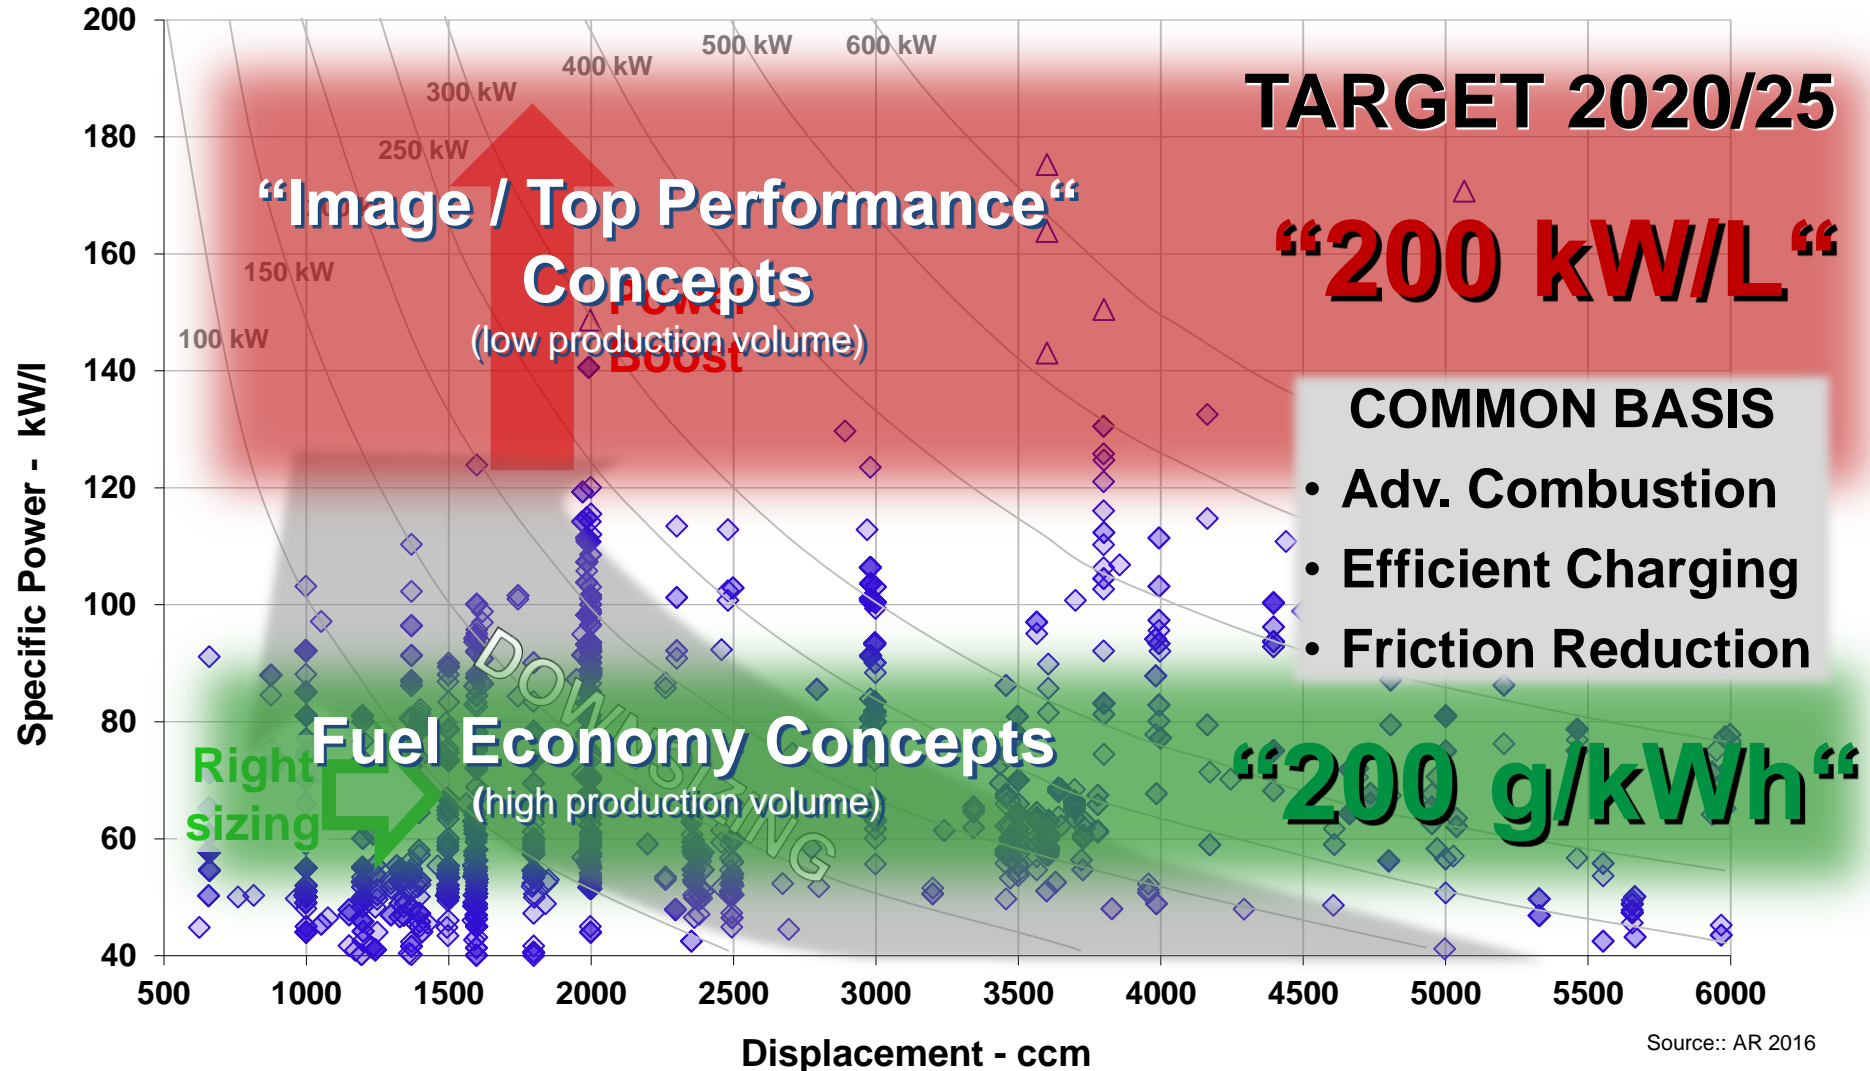 200
180
160
140
120
100
80
60
40
Specific Power - kW/l
500
1000
1500
2000
2500
3000
3500
4000
4500
5000
5500
6000
Displacement - ccm
100 kW
150 kW
250 kW
300 kW
400 kW
500 kW
600 kW
“Image / Top Performance“
Concepts
(low production volume)
Power
Boost
TARGET 2020/25
“200 kW/L“
COMMON BASIS
• Adv. Combustion
• Efficient Charging
• Friction Reduction
DOWNSIZING
Fuel Economy Concepts
(high production volume)
Right
sizing
“200 g/kWh“
Source:: AR 2016